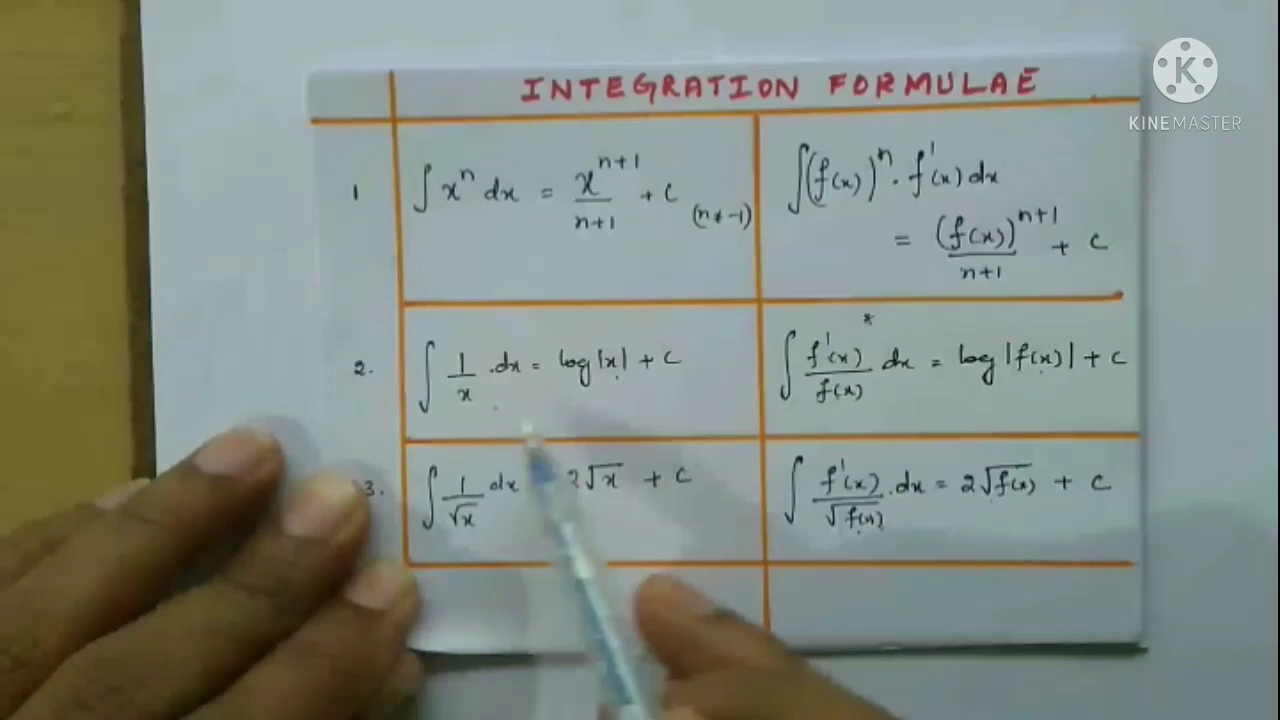 INTEGRATION FORMULAE
1 ∫ xⁿ dx = xⁿ⁺¹/n+1 + c (n≠-1)
∫(f(x))ⁿ. f'(x) dx
= (f(x))ⁿ⁺¹/n+1 + c
2. ∫ 1/x .dx = log|x| + c
∫ f'(x)/f(x) dx = log|f(x)| + c
3. ∫ 1/√x dx 2√x + c
∫ f'(x)/√f(x) .dx = 2√f(x) + c
K
KINEMASTER